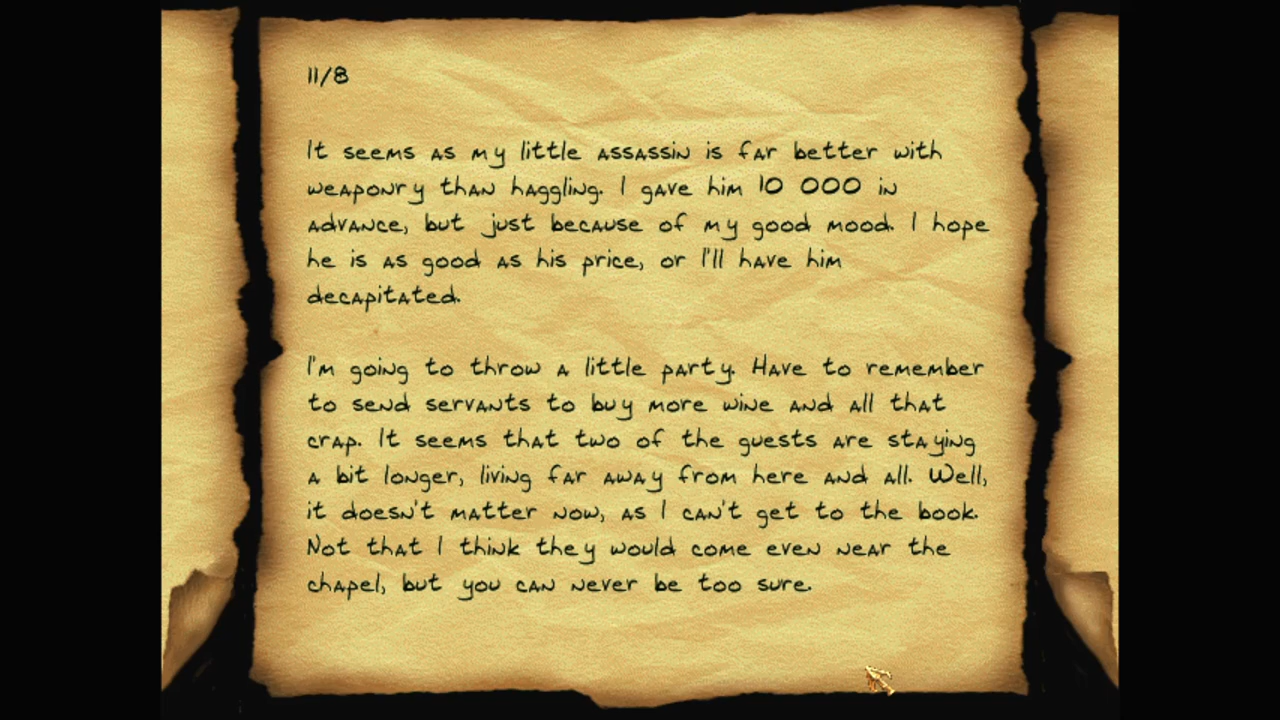 11/8
It seems as my little assassin is far better with
weaponry than haggling. I gave him 10 000 in
advance, but just because of my good mood. I hope
he is as good as his price, or I'll have him
decapitated.
I'm going to throw a little party. Have to remember
to send servants to buy more wine and all that
crap. It seems that two of the guests are staying
a bit longer, living far away from here and all. Well,
it doesn't matter now, as I can't get to the book.
Not that I think they would come even near the
chapel, but you can never be too sure.